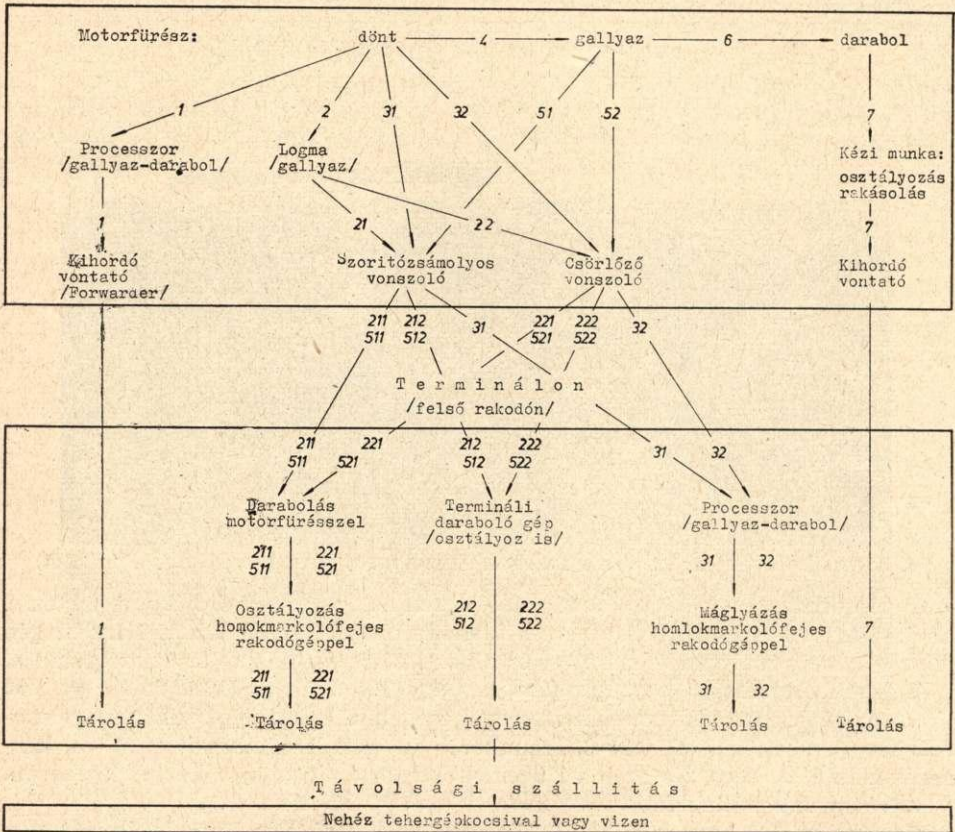 Motorfürész: dönt 4 gallyaz 6 darabol
1 2 31 32 51 52 7
Processzor
/gallyaz-darabol/
Logma
/gallyaz/
Kézi munka:
osztályozás
rakásolás
1 21 22 7
Kihordó
vontató
/Forwarder/
Szoritózsámolyos
vonszoló
Csörlőző
vonszoló
Kihordó
vontató
211 212 31 221 222 32
511 512 521 522
Terminálon
/felső rakodón/
211 221 212 222 31 32
511 521 512 522
Darabolás
motorfürésszel
Termináli
daraboló gép
/osztályoz is/
Processzor
/gallyaz-darabol/
211 221 31 32
511 521
Osztályozás
homokmarkolófejes
rakodógéppel
212 222
512 522
Máglyázás
homlokmarkolófejes
rakodógéppel
1 7
211 221 31 32
511 521
Tárolás Tárolás Tárolás Tárolás Tárolás
Távolsági szállitás
Nehéz tehergépkocsival vagy vizen